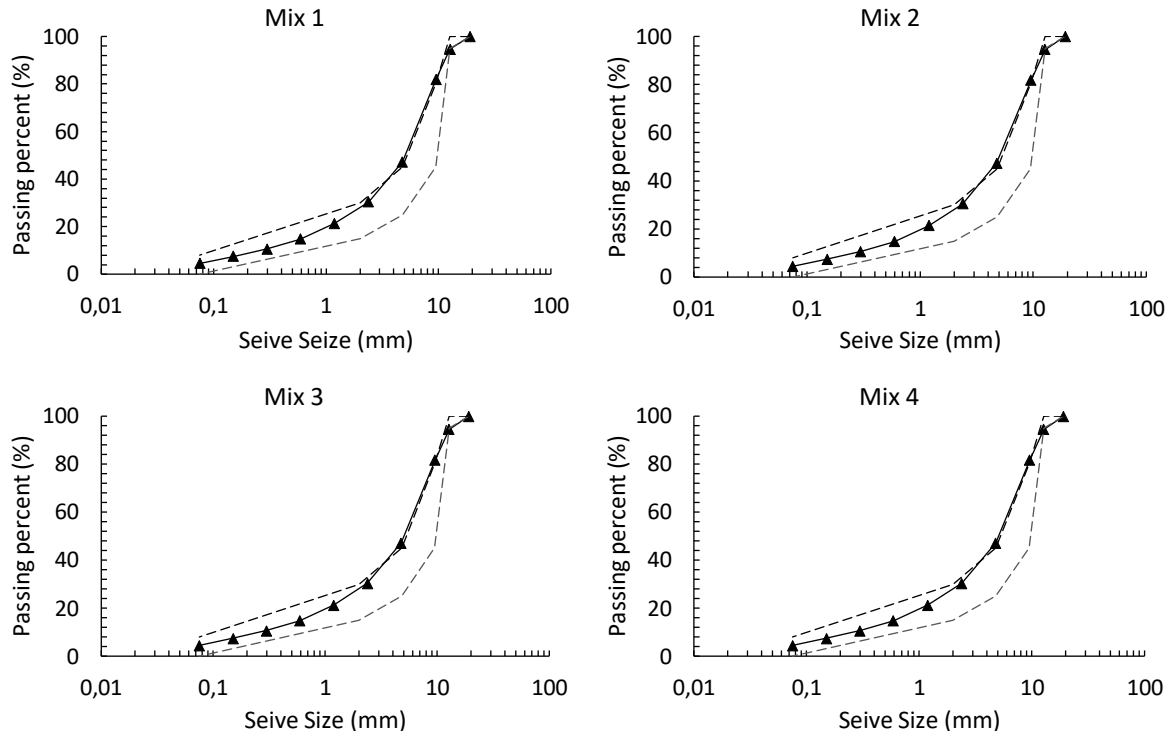 Mix 1
Passing percent (%)
100
80
60
40
20
0
0,01 0,1 1 10 100
Seive Seize (mm)
Mix 2
Passing percent (%)
100
80
60
40
20
0
0,01 0,1 1 10 100
Seive Size (mm)
Mix 3
Passing percent (%)
100
80
60
40
20
0
0,01 0,1 1 10 100
Seive Size (mm)
Mix 4
Passing percent (%)
100
80
60
40
20
0
0,01 0,1 1 10 100
Seive Size (mm)